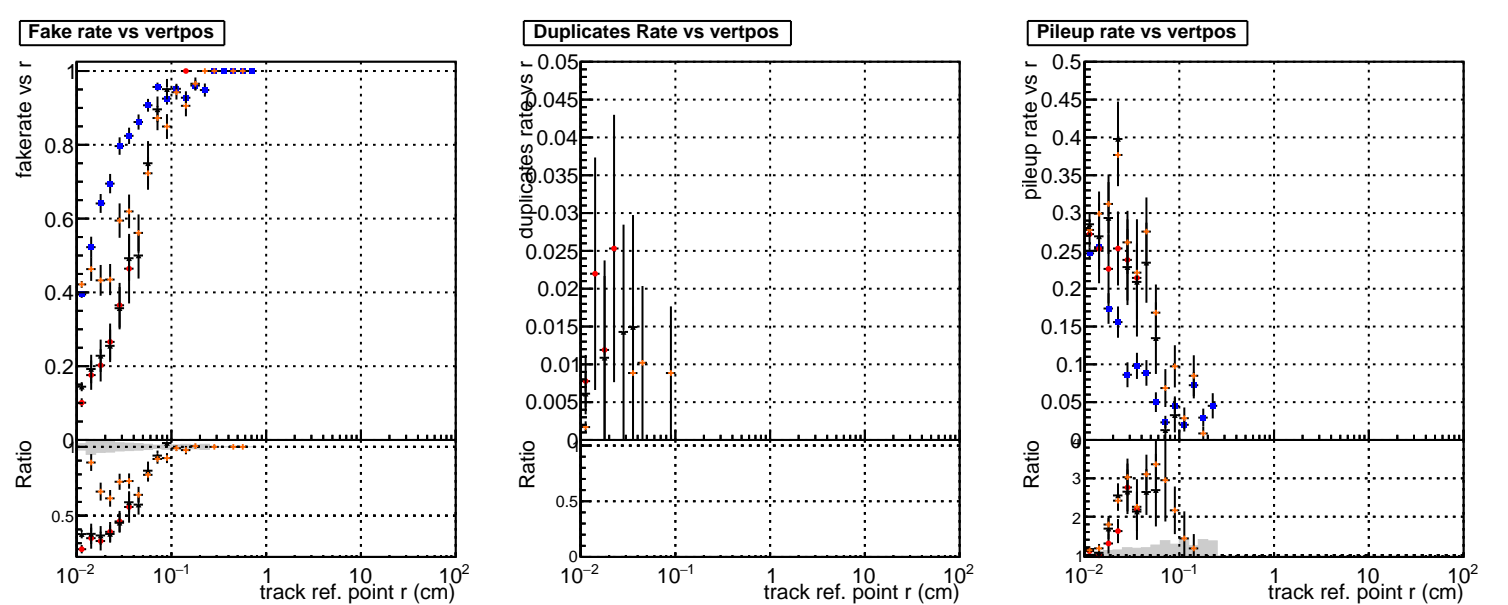 Fake rate vs vertpos
fakerate vs r
1
0.8
0.6
0.4
0.2
0
Ratio
0.5
10⁻² 10⁻¹ 1 10 10²
track ref. point r (cm)
Duplicates Rate vs vertpos
duplicates rate vs r
0.05
0.045
0.04
0.035
0.03
0.025
0.02
0.015
0.01
0.005
0
Ratio
1
0.5
0
10⁻² 10⁻¹ 1 10 10²
track ref. point r (cm)
Pileup rate vs vertpos
pileup rate vs r
0.5
0.45
0.4
0.35
0.3
0.25
0.2
0.15
0.1
0.05
Ratio
3
2
1
10⁻² 10⁻¹ 1 10 10²
track ref. point r (cm)